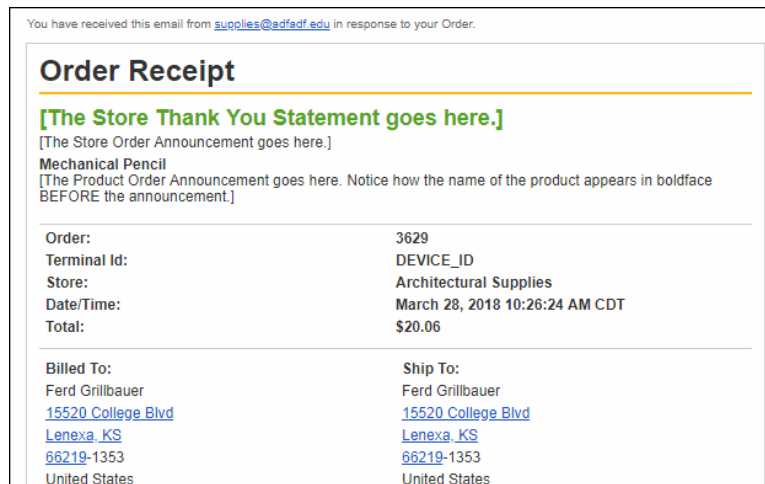 You have received this email from supplies@adfadf.edu in response to your Order.
Order Receipt
[The Store Thank You Statement goes here.]
[The Store Order Announcement goes here.]
Mechanical Pencil
[The Product Order Announcement goes here. Notice how the name of the product appears in boldface
BEFORE the announcement.]
Order: 3629
Terminal Id: DEVICE_ID
Store: Architectural Supplies
Date/Time: March 28, 2018 10:26:24 AM CDT
Total: $20.06
Billed To: Ship To:
Ferd Grillbauer Ferd Grillbauer
15520 College Blvd 15520 College Blvd
Lenexa, KS Lenexa, KS
66219-1353 66219-1353
United States United States